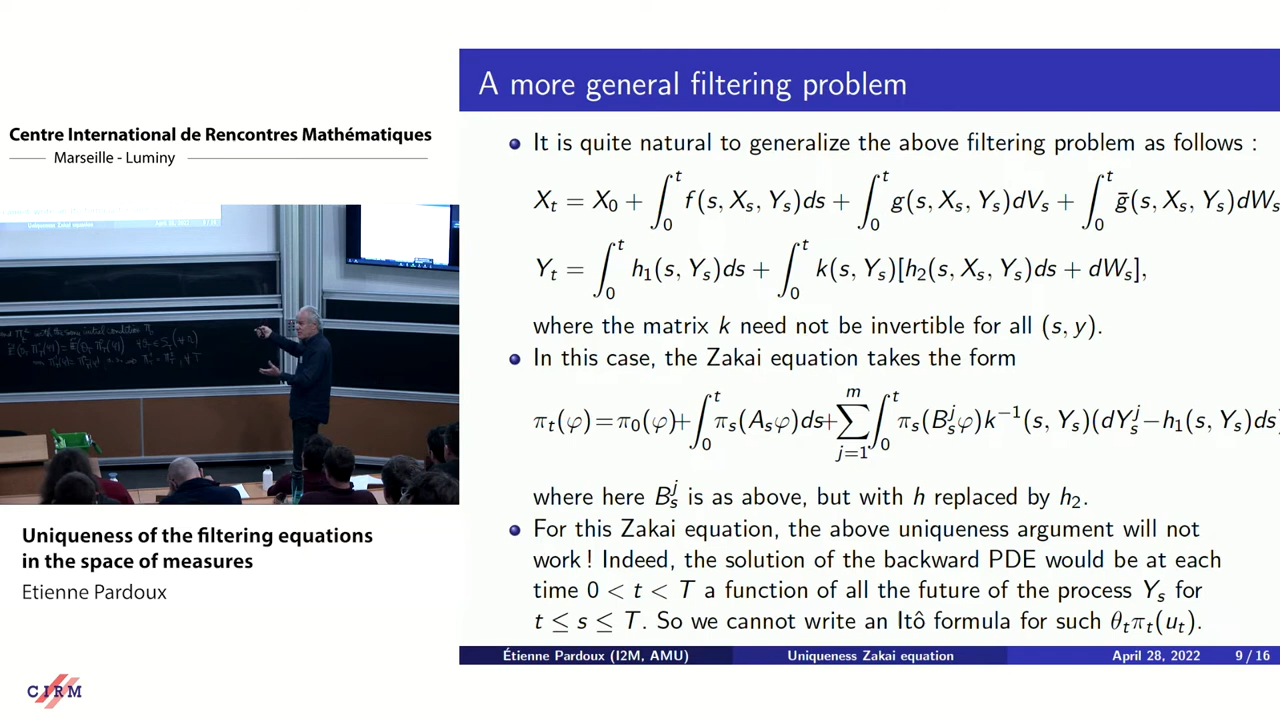 Centre International de Rencontres Mathématiques
Marseille - Luminy
Uniqueness of the filtering equations
in the space of measures
Etienne Pardoux
CIRM
A more general filtering problem
It is quite natural to generalize the above filtering problem as follows :
X_t = X_0 + ∫_0^t f(s, X_s, Y_s)ds + ∫_0^t g(s, X_s, Y_s)dV_s + ∫_0^t ḡ(s, X_s, Y_s)dW_s
Y_t = ∫_0^t h_1(s, Y_s)ds + ∫_0^t k(s, Y_s)[h_2(s, X_s, Y_s)ds + dW_s],
where the matrix k need not be invertible for all (s, y).
In this case, the Zakai equation takes the form
π_t(φ)=π_0(φ)+∫_0^t π_s(A_sφ)ds+∑_{j=1}^m ∫_0^t π_s(B_s^jφ)k^{-1}(s, Y_s)(dY_s^j−h_1(s, Y_s)ds)
where here B_s^j is as above, but with h replaced by h_2.
For this Zakai equation, the above uniqueness argument will not
work ! Indeed, the solution of the backward PDE would be at each
time 0 < t < T a function of all the future of the process Y_s for
t ≤ s ≤ T. So we cannot write an Itô formula for such θ_tπ_t(u_t).
Étienne Pardoux (I2M, AMU)
Uniqueness Zakai equation
April 28, 2022
9 / 16